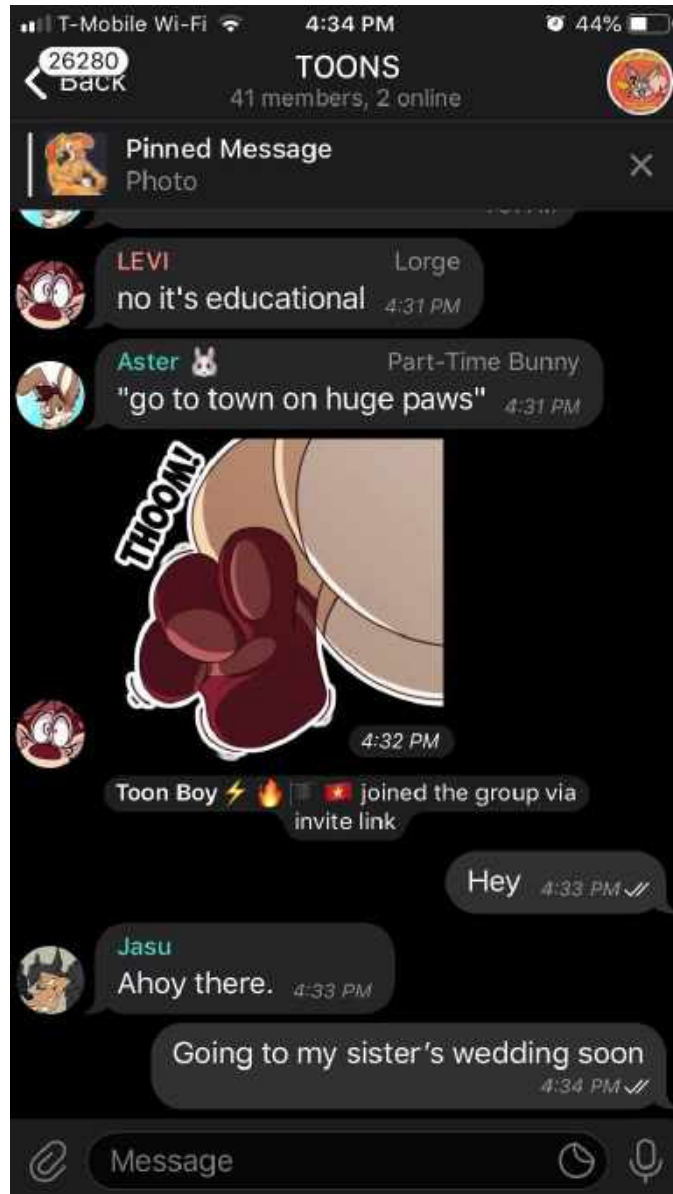 T-Mobile Wi-Fi 4:34 PM 44%
26280
Back
TOONS
41 members, 2 online
Pinned Message
Photo
LEVI Lorge
no it's educational 4:31 PM
Aster 🐰 Part-Time Bunny
"go to town on huge paws" 4:31 PM
THOOM!
4:32 PM
Toon Boy⚡🔥🏴🇻🇳 joined the group via
invite link
Hey 4:33 PM
Jasu
Ahoy there. 4:33 PM
Going to my sister's wedding soon
4:34 PM
Message